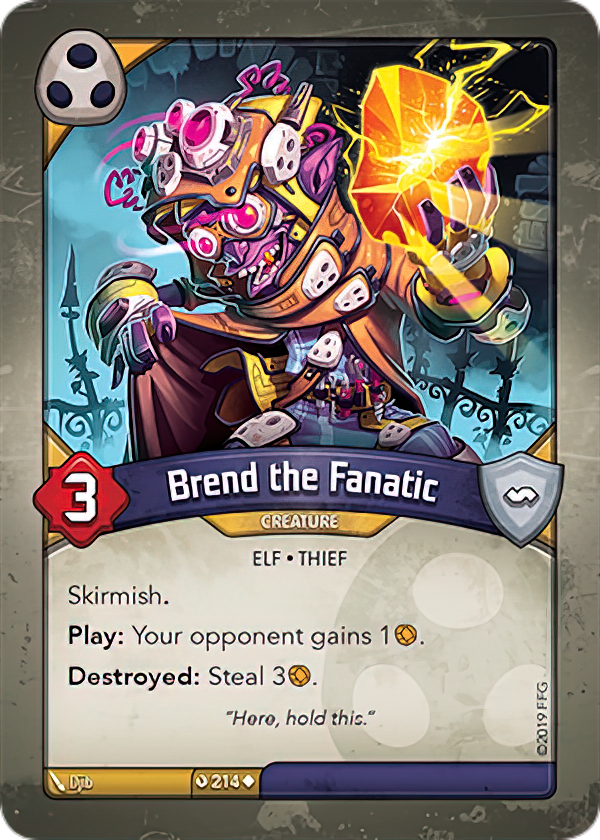 3
Brend the Fanatic
CREATURE
ELF • THIEF
Skirmish.
Play: Your opponent gains 1.
Destroyed: Steal 3.
"Here, hold this."
©2019 FFG
Djib
214